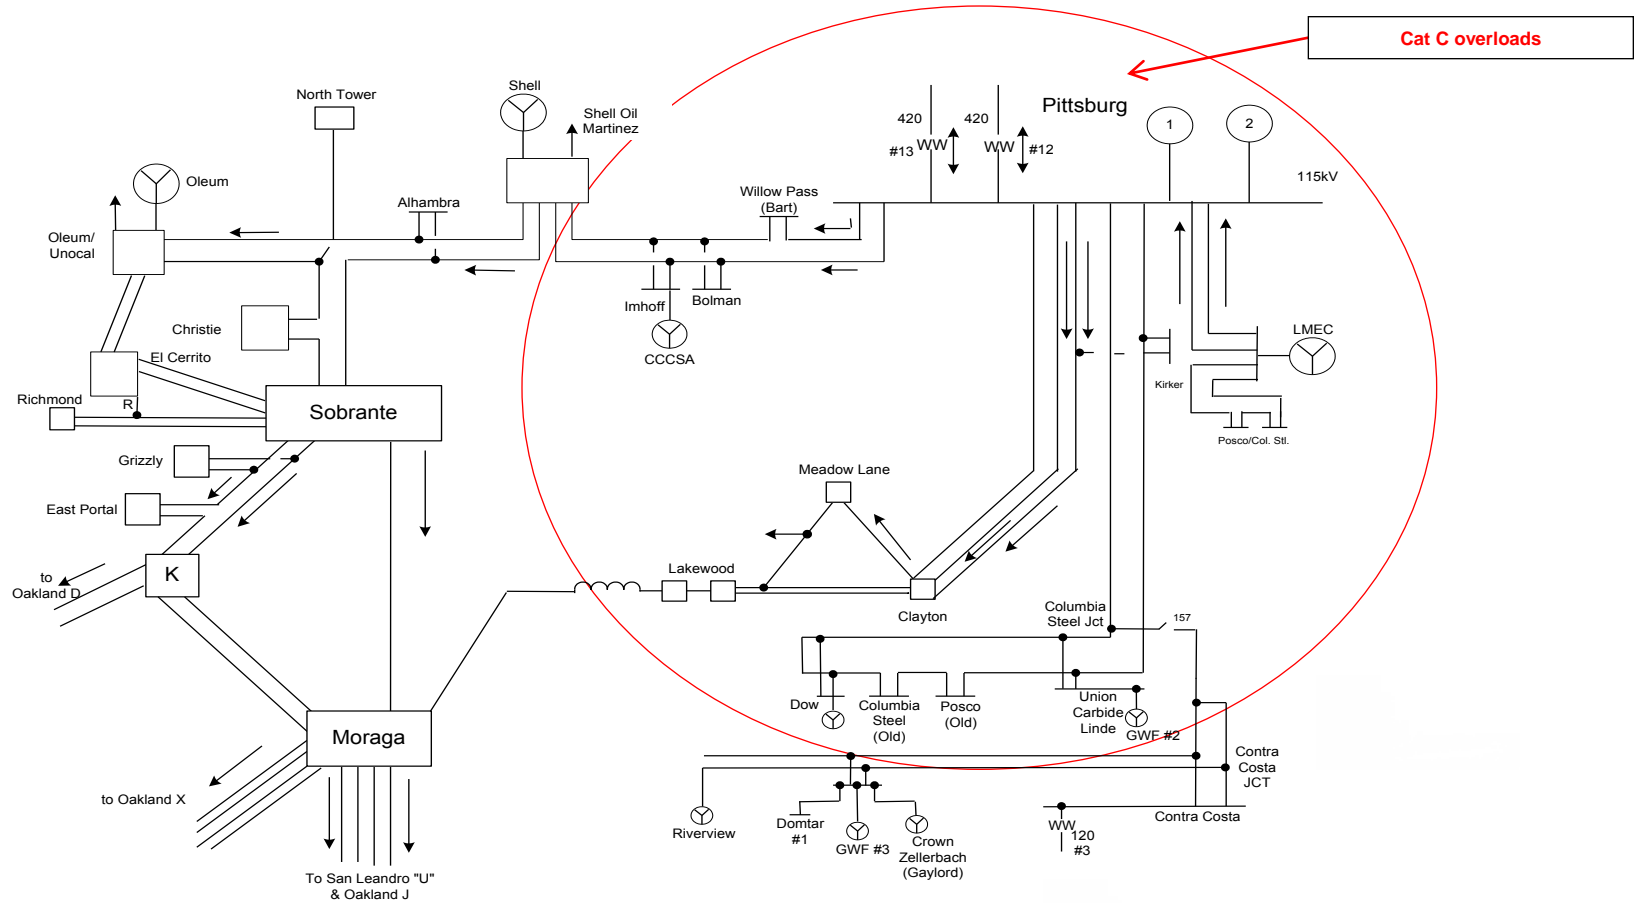 Cat C overloads
Shell
North Tower
Shell Oil
Martinez
Pittsburg
420
420
#13
WW
WW
#12
1
2
115kV
Oleum
Alhambra
Willow Pass
(Bart)
Oleum/
Unocal
Imhoff
Bolman
Christie
CCCSA
LMEC
El Cerrito
Kirker
Richmond
R
Sobrante
Posco/Col. Stl.
Grizzly
Meadow Lane
East Portal
K
to
Oakland D
Lakewood
Clayton
Columbia
Steel Jct
157
Dow
Columbia
Steel
(Old)
Posco
(Old)
Union
Carbide
Linde
GWF #2
Moraga
Contra
Costa
JCT
to Oakland X
Riverview
Domtar
#1
GWF #3
Crown
Zellerbach
(Gaylord)
WW
120
#3
Contra Costa
To San Leandro "U"
& Oakland J